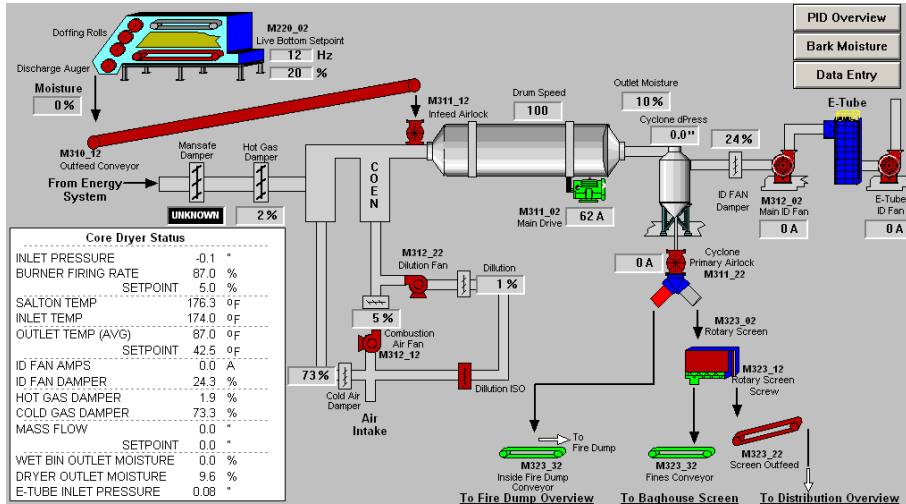 Doffing Rolls
M220_02
Live Bottom Setpoint
12 Hz
20 %
Discharge Auger
Moisture
0 %
PID Overview
Bark Moisture
Data Entry
M311_12
Infeed Airlock
Drum Speed
100
Outlet Moisture
10 %
Cyclone dPress
0.0"
24 %
E-Tube
M310_12
Outfeed Conveyor
Mansafe
Damper
Hot Gas
Damper
From Energy
System
UNKNOWN
2 %
COEN
M311_02
Main Drive
62 A
ID FAN
Damper
M312_02
Main ID Fan
0 A
E-Tube
ID Fan
0 A
Core Dryer Status
INLET PRESSURE -0.1 "
BURNER FIRING RATE 87.0 %
SETPOINT 5.0 %
SALTON TEMP 176.3 ºF
INLET TEMP 174.0 ºF
OUTLET TEMP (AVG) 87.0 ºF
SETPOINT 42.5 ºF
ID FAN AMPS 0.0 A
ID FAN DAMPER 24.3 %
HOT GAS DAMPER 1.9 %
COLD GAS DAMPER 73.3 %
MASS FLOW 0.0 "
SETPOINT 0.0 "
WET BIN OUTLET MOISTURE 0.0 %
DRYER OUTLET MOISTURE 9.6 %
E-TUBE INLET PRESSURE 0.08 "
M312_22
Dilution Fan
Dilution
1 %
5 %
Combustion
Air Fan
M312_12
73 %
Cold Air
Damper
Dilution ISO
Air
Intake
0 A
Cyclone
Primary Airlock
M311_22
M323_02
Rotary Screen
M323_12
Rotary Screen
Screw
To
Fire Dump
M323_32
Inside Fire Dump
Conveyor
M323_32
Fines Conveyor
M323_22
Screen Outfeed
To Fire Dump Overview
To Baghouse Screen
To Distribution Overview